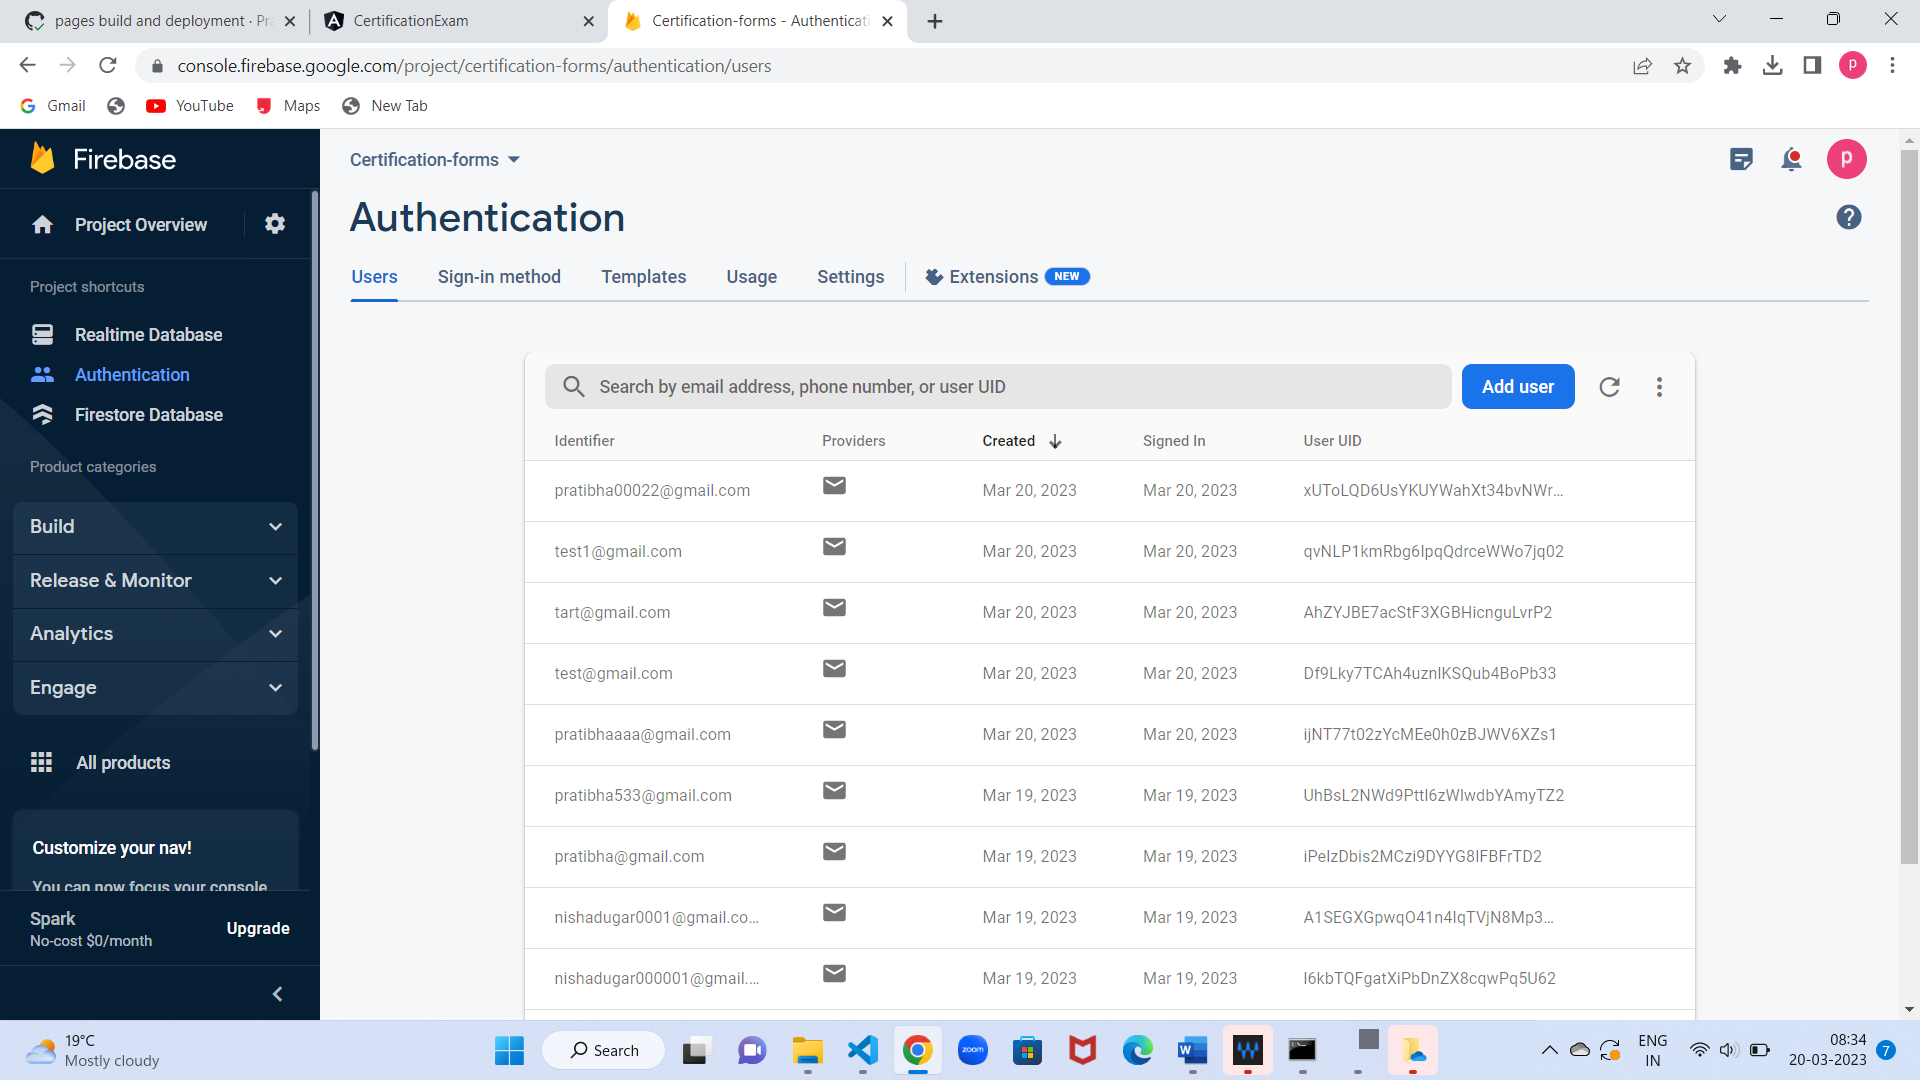 pages build and deployment · Pra
CertificationExam
Certification-forms - Authenticati
console.firebase.google.com/project/certification-forms/authentication/users
P
Gmail
YouTube
Maps
New Tab
Firebase
Certification-forms
P
Project Overview
Authentication
Users
Sign-in method
Templates
Usage
Settings
Extensions
NEW
Project shortcuts
Realtime Database
Authentication
Firestore Database
Product categories
Build
Release & Monitor
Analytics
Engage
All products
Customize your nav!
You can now focus your console
Spark
No-cost $0/month
Upgrade
Search by email address, phone number, or user UID
Add user
Identifier Providers Created Signed In User UID
pratibha00022@gmail.com Mar 20, 2023 Mar 20, 2023 xUToLQD6UsYKUYWahXt34bvNWr...
test1@gmail.com Mar 20, 2023 Mar 20, 2023 qvNLP1kmRbg6IpqQdrceWWo7jq02
tart@gmail.com Mar 20, 2023 Mar 20, 2023 AhZYJBE7acStF3XGBHicnguLvrP2
test@gmail.com Mar 20, 2023 Mar 20, 2023 Df9Lky7TCAh4uznlKSQub4BoPb33
pratibhaaaa@gmail.com Mar 20, 2023 Mar 20, 2023 ijNT77t02zYcMEe0h0zBJWV6XZs1
pratibha533@gmail.com Mar 19, 2023 Mar 19, 2023 UhBsL2NWd9PttI6zWlwdbYAmyTZ2
pratibha@gmail.com Mar 19, 2023 Mar 19, 2023 iPelzDbis2MCzi9DYYG8lFBFrTD2
nishadugar0001@gmail.co... Mar 19, 2023 Mar 19, 2023 A1SEGXGpwqO41n4IqTVjN8Mp3...
nishadugar000001@gmail.... Mar 19, 2023 Mar 19, 2023 l6kbTQFgatXiPbDnZX8cqwPq5U62
19°C
Mostly cloudy
Search
zoom
ENG
IN
08:34
20-03-2023
7